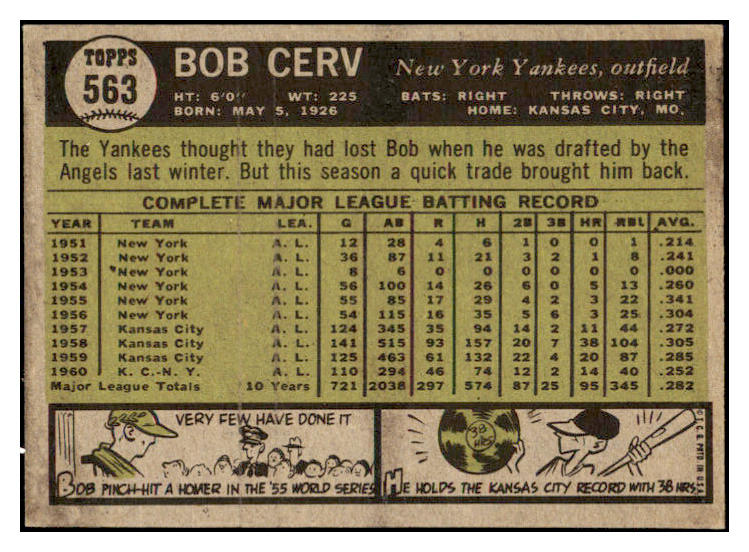 TOPPS
563
BOB CERV New York Yankees, outfield
HT: 6'0" WT: 225 BATS: RIGHT THROWS: RIGHT
BORN: MAY 5, 1926 HOME: KANSAS CITY, MO.
The Yankees thought they had lost Bob when he was drafted by the
Angels last winter. But this season a quick trade brought him back.
COMPLETE MAJOR LEAGUE BATTING RECORD
YEAR TEAM LEA. G AB R H 2B 3B HR RBI. AVG.
1951 New York A. L. 12 28 4 6 1 0 0 1 .214
1952 New York A. L. 36 87 11 21 3 2 1 8 .241
1953 New York A. L. 8 6 0 0 0 0 0 0 .000
1954 New York A. L. 56 100 14 26 6 0 5 13 .260
1955 New York A. L. 55 85 17 29 4 2 3 22 .341
1956 New York A. L. 54 115 16 35 5 6 3 25 .304
1957 Kansas City A. L. 124 345 35 94 14 2 11 44 .272
1958 Kansas City A. L. 141 515 93 157 20 7 38 104 .305
1959 Kansas City A. L. 125 463 61 132 22 4 20 87 .285
1960 K. C.-N. Y. A. L. 110 294 46 74 12 2 14 40 .252
Major League Totals 10 Years 721 2038 297 574 87 25 95 345 .282
VERY FEW HAVE DONE IT
BOB PINCH-HIT A HOMER IN THE '55 WORLD SERIES
38
HRS
HE HOLDS THE KANSAS CITY RECORD WITH 38 HRS.
© T. C. G. PRTD IN U.S.A.